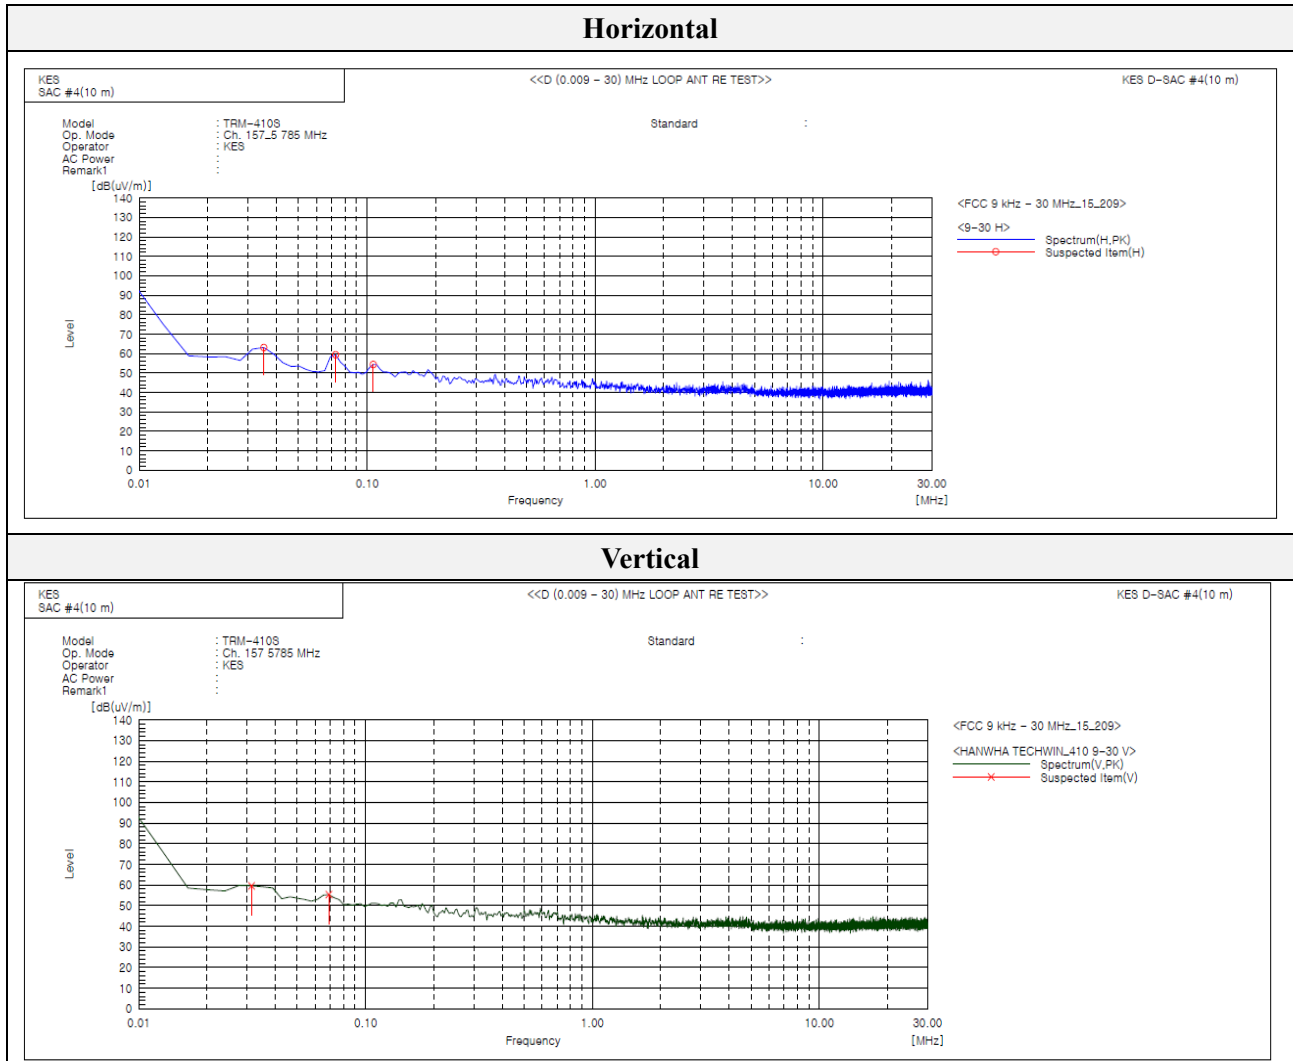 Horizontal
KES
SAC #4(10 m)
<<D (0.009 - 30) MHz LOOP ANT RE TEST>>
KES D-SAC #4(10 m)
Model : TRM-410S
Standard :
Op. Mode : Ch. 157_5 785 MHz
Operator : KES
AC Power :
Remark1 :
[dB(uV/m)]
140
130
120
110
100
90
80
70
60
50
40
30
20
10
0
Level
0.01 0.10 1.00 10.00 30.00
Frequency [MHz]
<FCC 9 kHz - 30 MHz_15_209>
<9-30 H>
Spectrum(H,PK)
Suspected Item(H)
Vertical
KES
SAC #4(10 m)
<<D (0.009 - 30) MHz LOOP ANT RE TEST>>
KES D-SAC #4(10 m)
Model : TRM-410S
Standard :
Op. Mode : Ch. 157 5785 MHz
Operator : KES
AC Power :
Remark1 :
[dB(uV/m)]
140
130
120
110
100
90
80
70
60
50
40
30
20
10
0
Level
0.01 0.10 1.00 10.00 30.00
Frequency [MHz]
<FCC 9 kHz - 30 MHz_15_209>
<HANWHA TECHWIN_410 9-30 V>
Spectrum(V,PK)
Suspected Item(V)